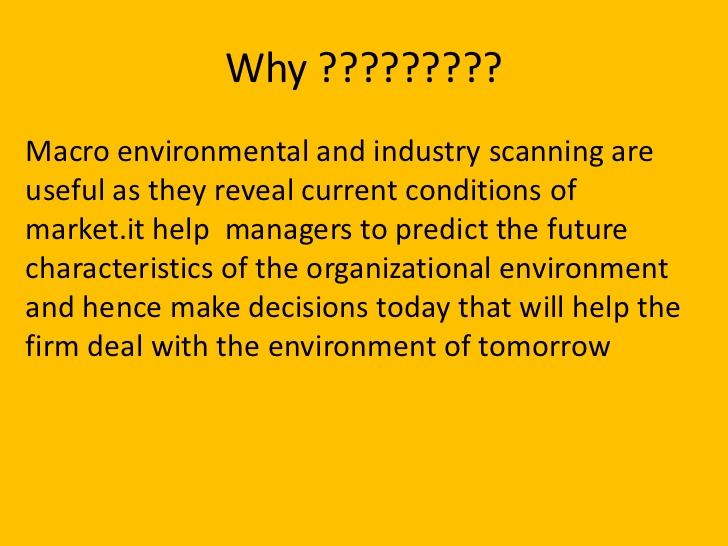 Why ?????????
Macro environmental and industry scanning are
useful as they reveal current conditions of
market.it help  managers to predict the future
characteristics of the organizational environment
and hence make decisions today that will help the
firm deal with the environment of tomorrow